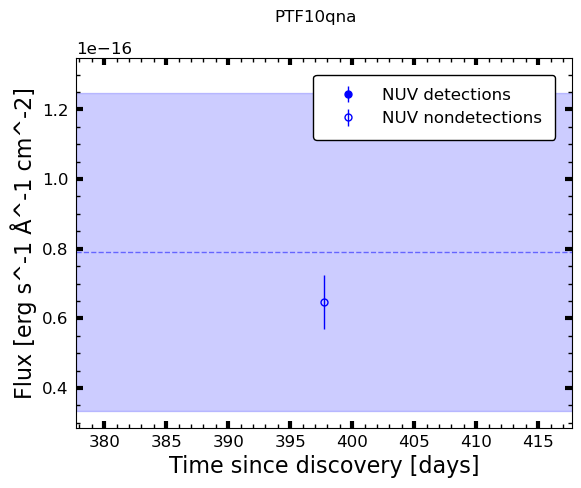 PTF10qna
1e−16
NUV detections
NUV nondetections
1.2
1.0
0.8
0.6
0.4
Flux [erg s^-1 Å^-1 cm^-2]
380 385 390 395 400 405 410 415
Time since discovery [days]